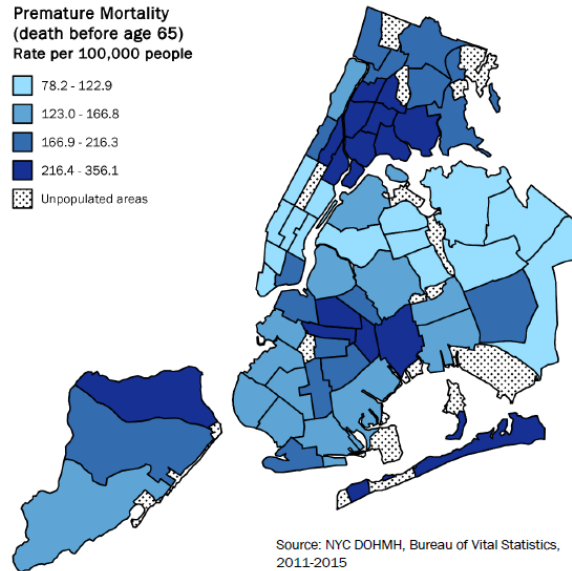 Premature Mortality
(death before age 65)
Rate per 100,000 people
78.2 - 122.9
123.0 - 166.8
166.9 - 216.3
216.4 - 356.1
Unpopulated areas
Source: NYC DOHMH, Bureau of Vital Statistics,
2011-2015